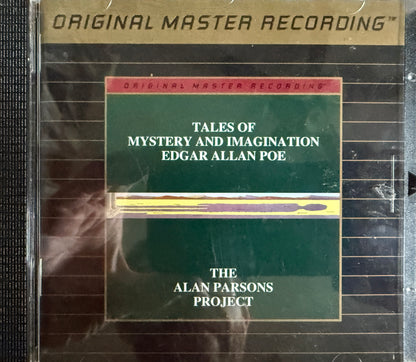 ORIGINAL MASTER RECORDING™
ORIGINAL MASTER RECORDING™
TALES OF
MYSTERY AND IMAGINATION
EDGAR ALLAN POE
THE
ALAN PARSONS
PROJECT